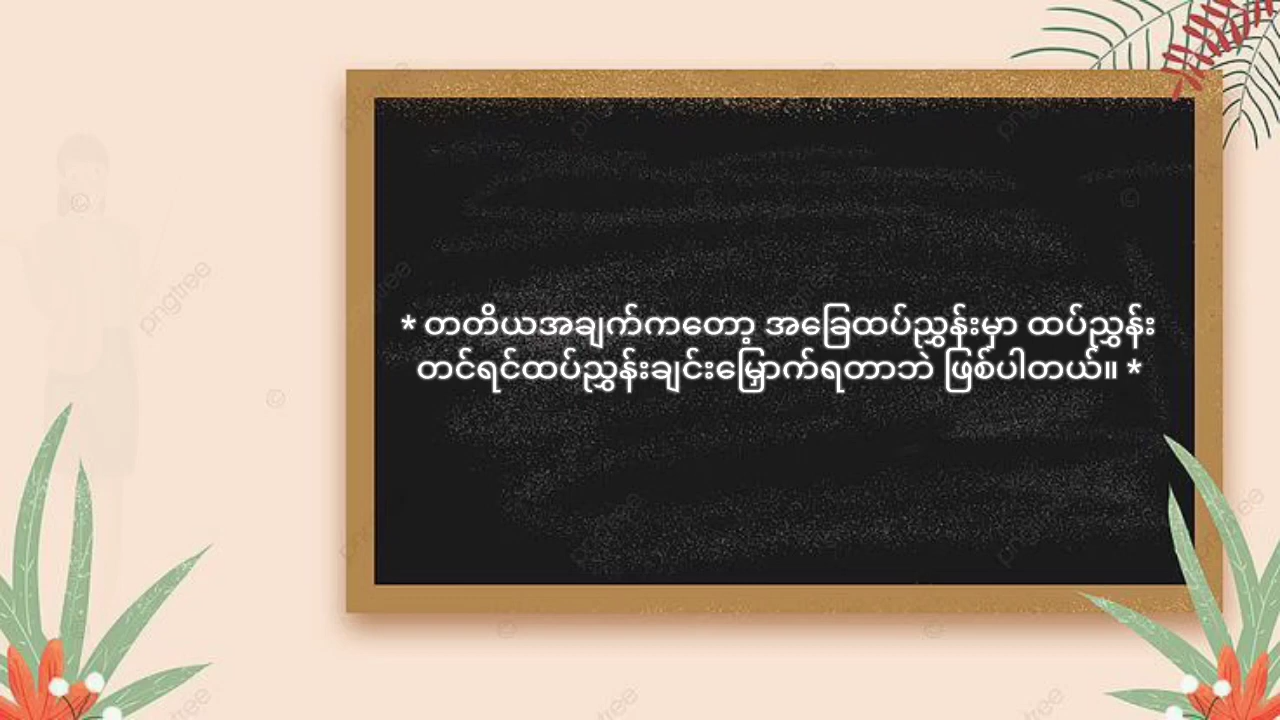 * တတိယအချက်ကတော့ အခြေထပ်ညွှန်းမှာ ထပ်ညွှန်း
တင်ရင်ထပ်ညွှန်းချင်းမြှောက်ရတာဘဲ ဖြစ်ပါတယ်။ *
pngtree